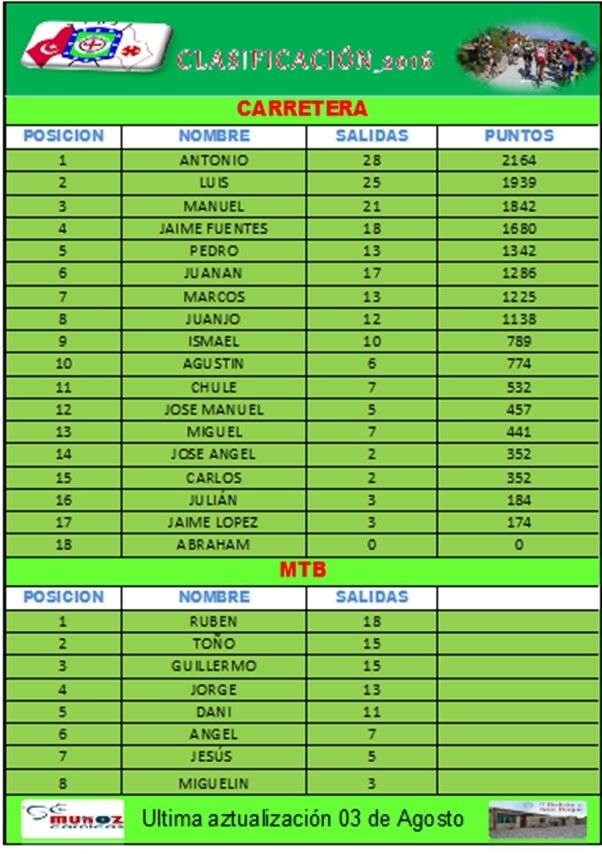 CLASIFICACIÓN_2016
CARRETERA
POSICION NOMBRE SALIDAS PUNTOS
1 ANTONIO 28 2164
2 LUIS 25 1939
3 MANUEL 21 1842
4 JAIME FUENTES 18 1680
5 PEDRO 13 1342
6 JUANAN 17 1286
7 MARCOS 13 1225
8 JUANJO 12 1138
9 ISMAEL 10 789
10 AGUSTIN 6 774
11 CHULE 7 532
12 JOSE MANUEL 5 457
13 MIGUEL 7 441
14 JOSE ANGEL 2 352
15 CARLOS 2 352
16 JULIÁN 3 184
17 JAIME LOPEZ 3 174
18 ABRAHAM 0 0
MTB
POSICION NOMBRE SALIDAS
1 RUBEN 18
2 TOÑO 15
3 GUILLERMO 15
4 JORGE 13
5 DANI 11
6 ANGEL 7
7 JESÚS 5
8 MIGUELIN 3
MUÑOZ
Ultima aztualización 03 de Agosto